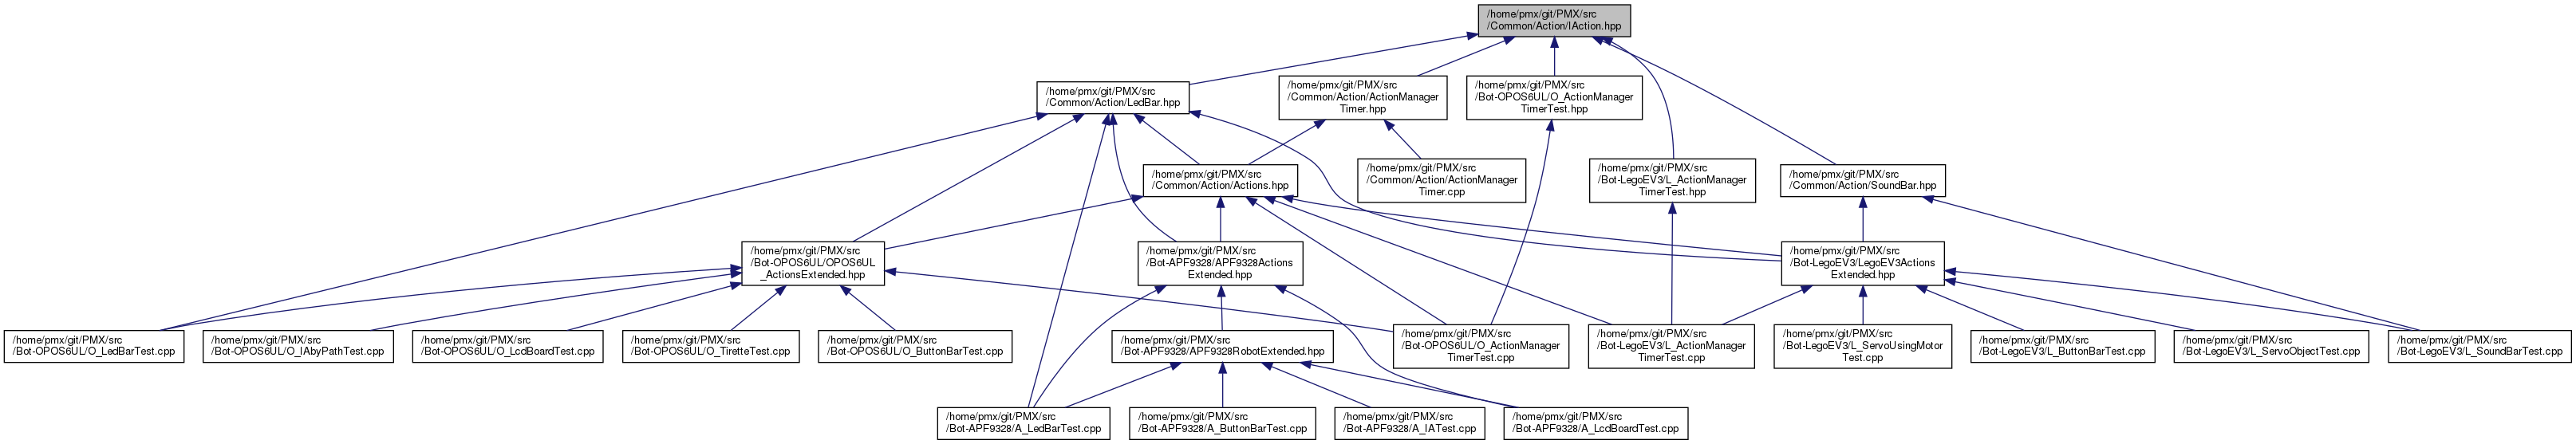 /home/pmx/git/PMX/src
/Common/Action/IAction.hpp
/home/pmx/git/PMX/src
/Common/Action/LedBar.hpp
/home/pmx/git/PMX/src
/Common/Action/ActionManager
Timer.hpp
/home/pmx/git/PMX/src
/Bot-OPOS6UL/O_ActionManager
TimerTest.hpp
/home/pmx/git/PMX/src
/Common/Action/Actions.hpp
/home/pmx/git/PMX/src
/Common/Action/ActionManager
Timer.cpp
/home/pmx/git/PMX/src
/Bot-LegoEV3/L_ActionManager
TimerTest.hpp
/home/pmx/git/PMX/src
/Common/Action/SoundBar.hpp
/home/pmx/git/PMX/src
/Bot-OPOS6UL/OPOS6UL
_ActionsExtended.hpp
/home/pmx/git/PMX/src
/Bot-APF9328/APF9328Actions
Extended.hpp
/home/pmx/git/PMX/src
/Bot-LegoEV3/LegoEV3Actions
Extended.hpp
/home/pmx/git/PMX/src
/Bot-OPOS6UL/O_LedBarTest.cpp
/home/pmx/git/PMX/src
/Bot-OPOS6UL/O_IAbyPathTest.cpp
/home/pmx/git/PMX/src
/Bot-OPOS6UL/O_LcdBoardTest.cpp
/home/pmx/git/PMX/src
/Bot-OPOS6UL/O_TiretteTest.cpp
/home/pmx/git/PMX/src
/Bot-OPOS6UL/O_ButtonBarTest.cpp
/home/pmx/git/PMX/src
/Bot-APF9328/APF9328RobotExtended.hpp
/home/pmx/git/PMX/src
/Bot-OPOS6UL/O_ActionManager
TimerTest.cpp
/home/pmx/git/PMX/src
/Bot-LegoEV3/L_ActionManager
TimerTest.cpp
/home/pmx/git/PMX/src
/Bot-LegoEV3/L_ServoUsingMotor
Test.cpp
/home/pmx/git/PMX/src
/Bot-LegoEV3/L_ButtonBarTest.cpp
/home/pmx/git/PMX/src
/Bot-LegoEV3/L_ServoObjectTest.cpp
/home/pmx/git/PMX/src
/Bot-LegoEV3/L_SoundBarTest.cpp
/home/pmx/git/PMX/src
/Bot-APF9328/A_LedBarTest.cpp
/home/pmx/git/PMX/src
/Bot-APF9328/A_ButtonBarTest.cpp
/home/pmx/git/PMX/src
/Bot-APF9328/A_IATest.cpp
/home/pmx/git/PMX/src
/Bot-APF9328/A_LcdBoardTest.cpp